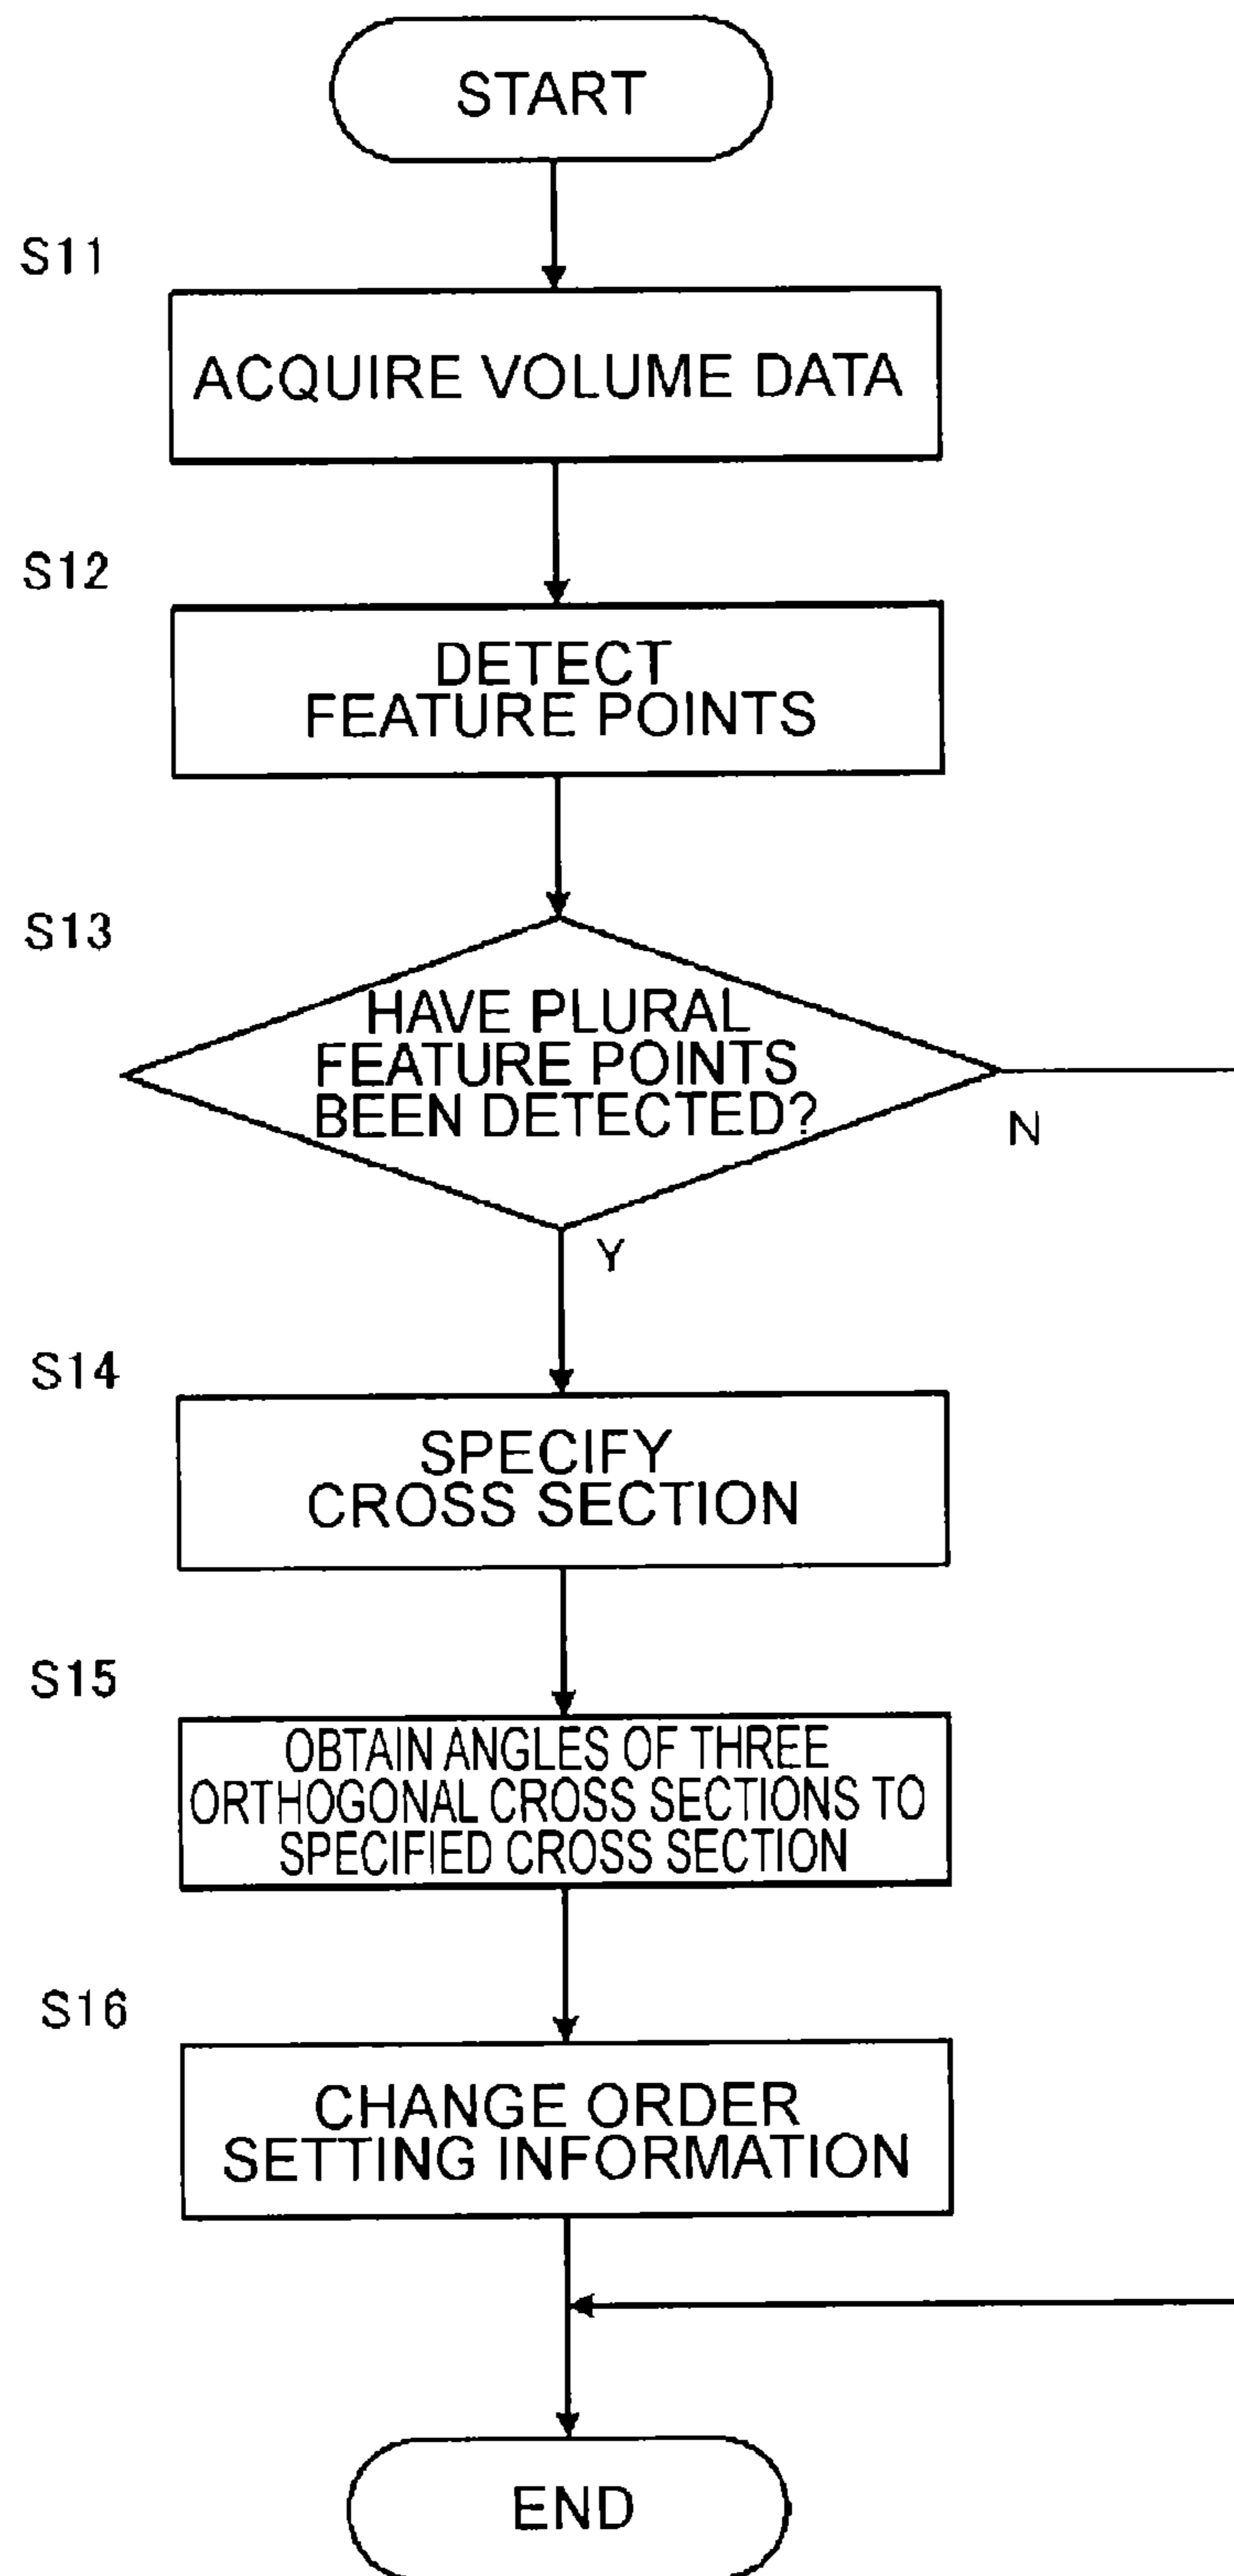 START
S11
ACQUIRE VOLUME DATA
S12
DETECT
FEATURE POINTS
S13
HAVE PLURAL
FEATURE POINTS
BEEN DETECTED?
N
Y
S14
SPECIFY
CROSS SECTION
S15
OBTAIN ANGLES OF THREE
ORTHOGONAL CROSS SECTIONS TO
SPECIFIED CROSS SECTION
S16
CHANGE ORDER
SETTING INFORMATION
END